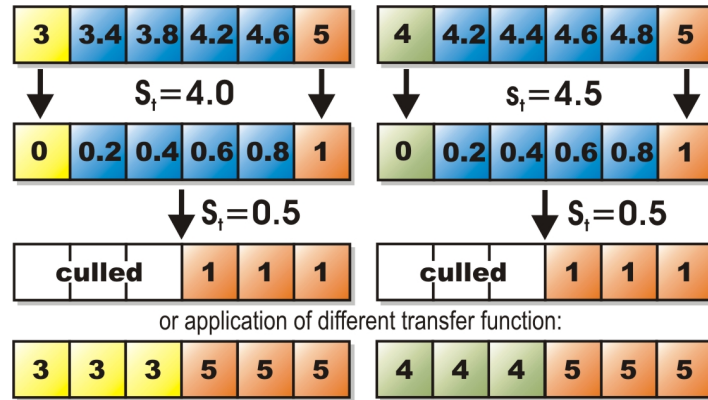 3 3.4 3.8 4.2 4.6 5 4 4.2 4.4 4.6 4.8 5
St=4.0 St=4.5
0 0.2 0.4 0.6 0.8 1 0 0.2 0.4 0.6 0.8 1
St=0.5 St=0.5
culled 1 1 1 culled 1 1 1
or application of different transfer function:
3 3 3 5 5 5 4 4 4 5 5 5